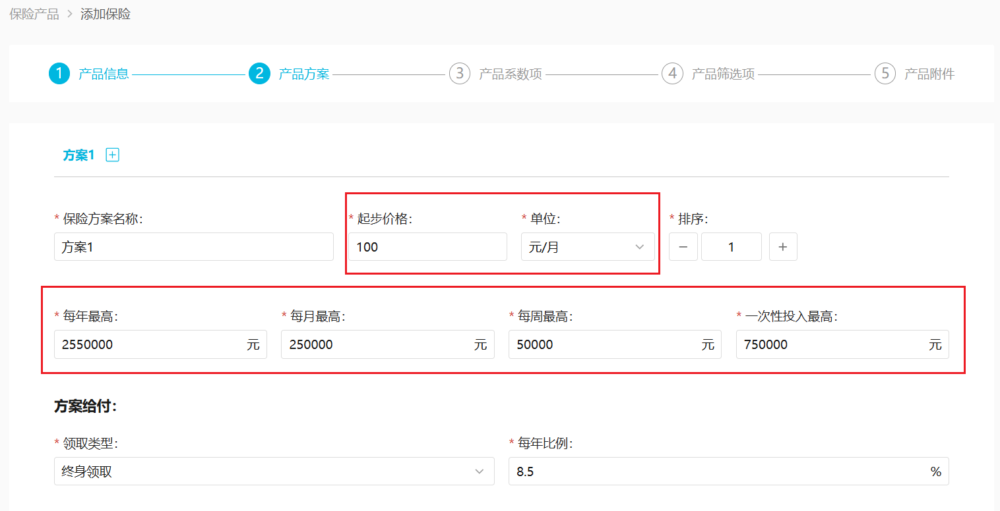 保险产品 > 添加保险
1 产品信息 2 产品方案 3 产品系数项 4 产品筛选项 5 产品附件
方案1
* 保险方案名称: * 起步价格: * 单位: * 排序:
方案1 100 元/月 − 1 +
* 每年最高: * 每月最高: * 每周最高: * 一次性投入最高:
2550000 元 250000 元 50000 元 750000 元
方案给付:
* 领取类型: * 每年比例:
终身领取 8.5 %